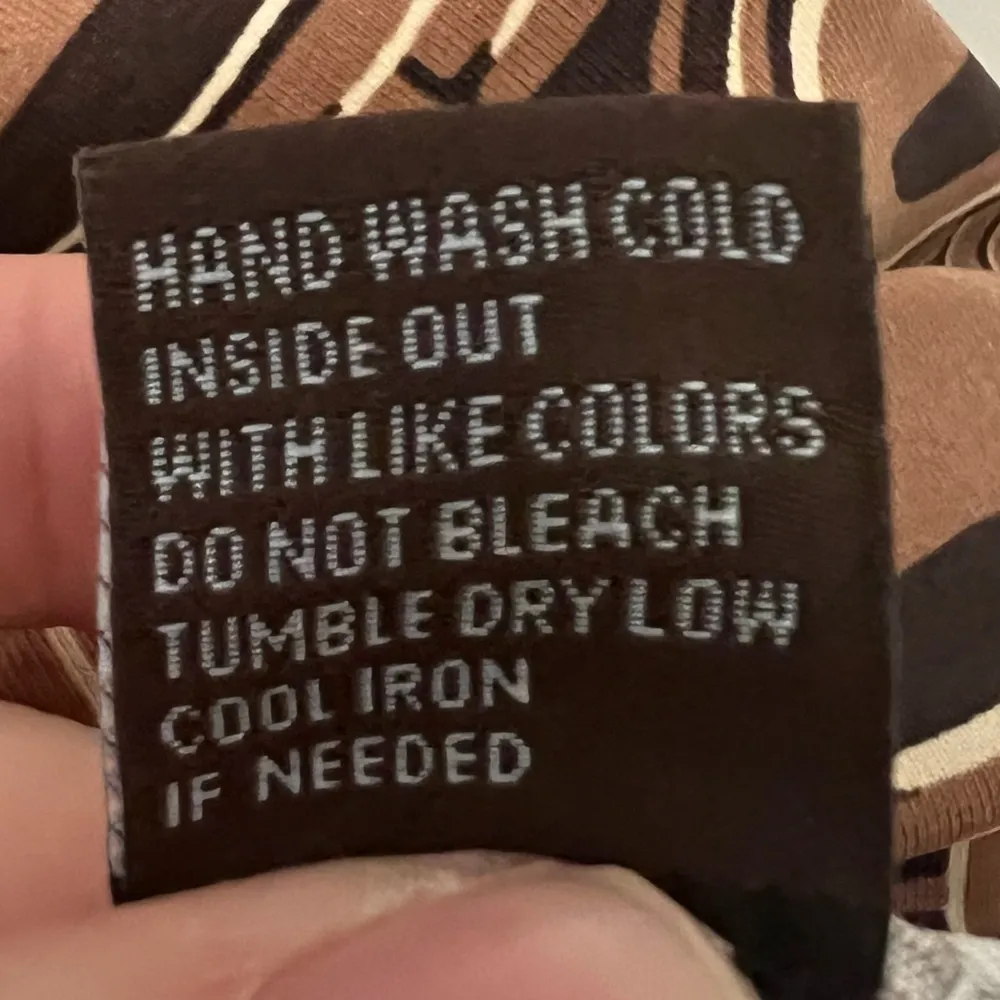 HAND WASH COLD
INSIDE OUT
WITH LIKE COLORS
DO NOT BLEACH
TUMBLE DRY LOW
COOL IRON
IF NEEDED